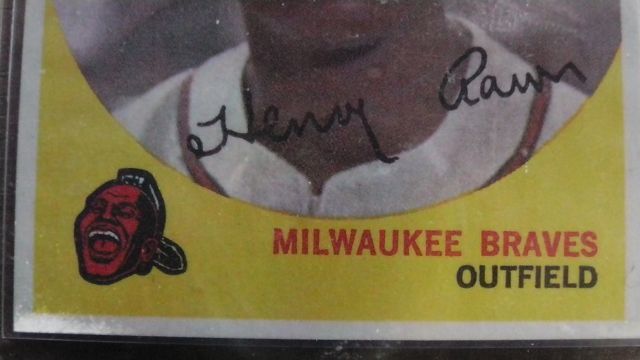 Henry Aaron
MILWAUKEE BRAVES
OUTFIELD